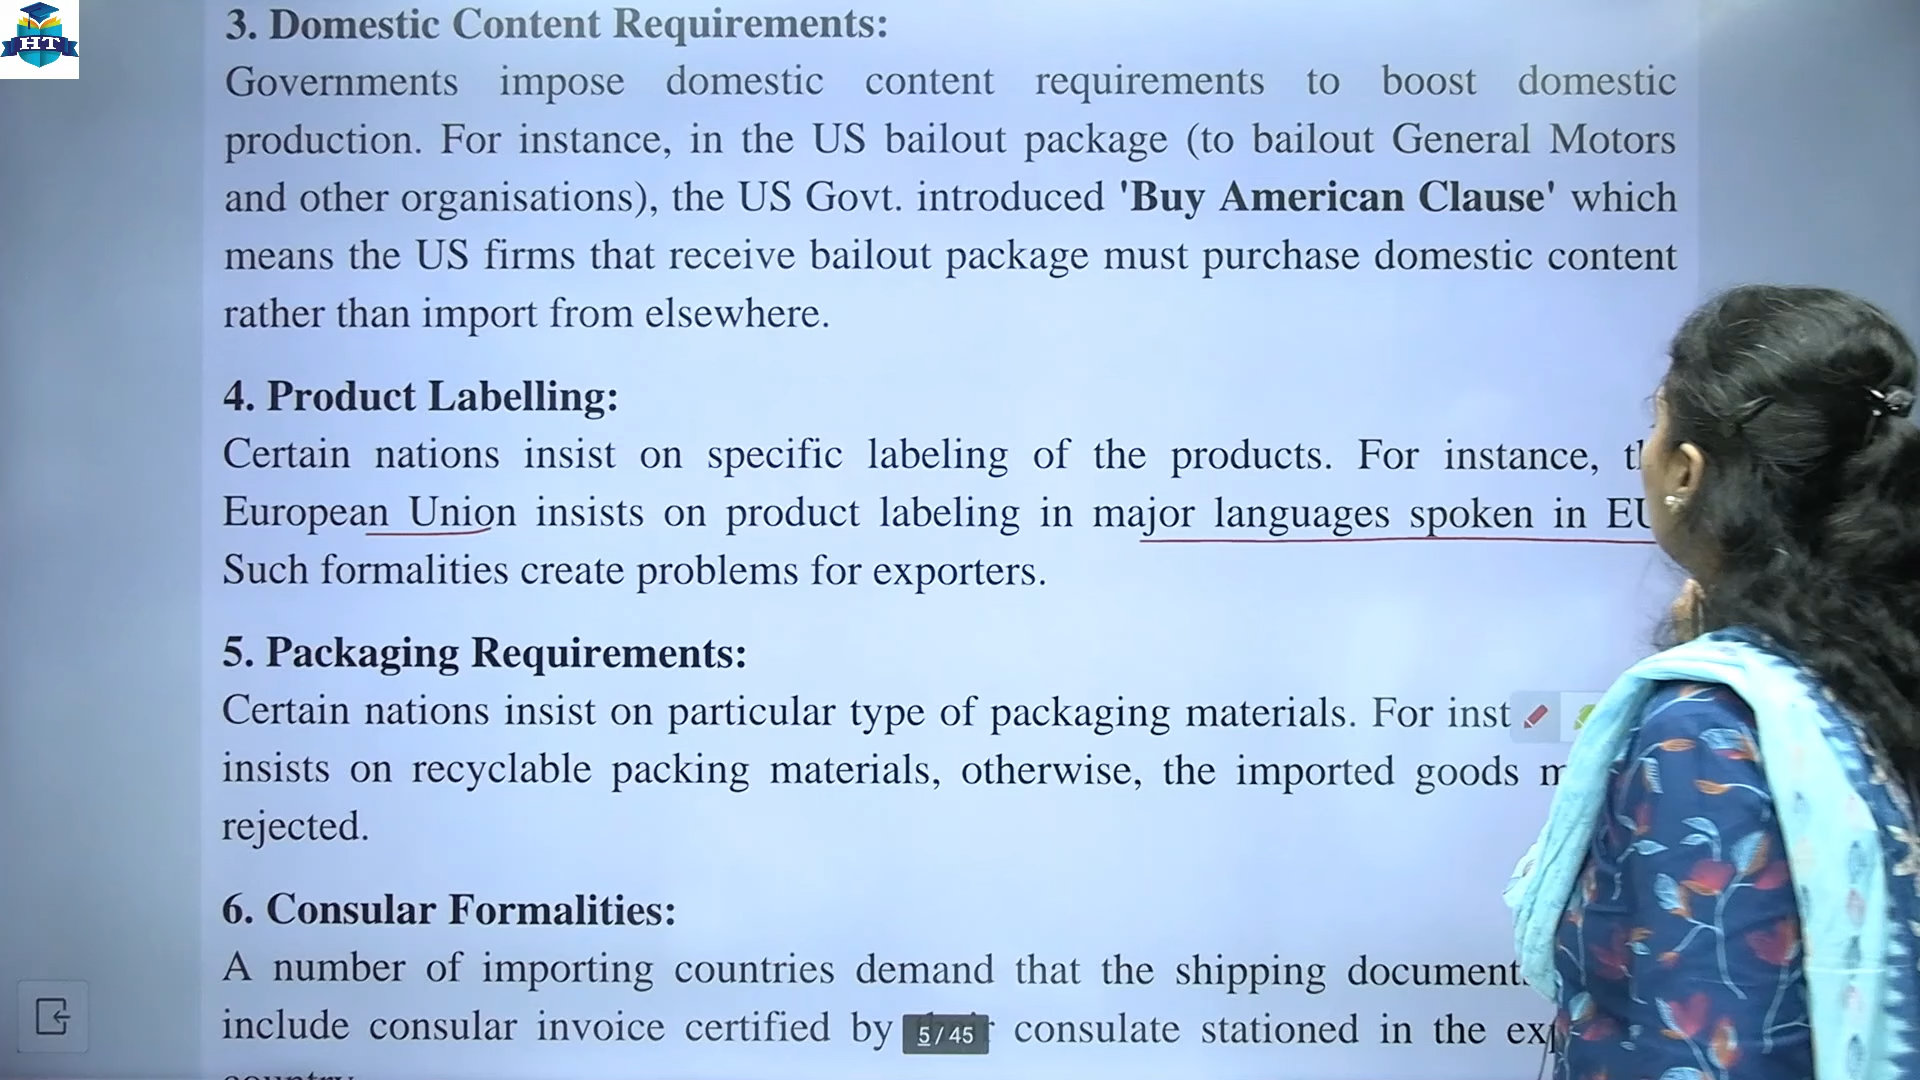 HT
3. Domestic Content Requirements:
Governments impose domestic content requirements to boost domestic
production. For instance, in the US bailout package (to bailout General Motors
and other organisations), the US Govt. introduced 'Buy American Clause' which
means the US firms that receive bailout package must purchase domestic content
rather than import from elsewhere.
4. Product Labelling:
Certain nations insist on specific labeling of the products. For instance,
European Union insists on product labeling in major languages spoken in
Such formalities create problems for exporters.
5. Packaging Requirements:
Certain nations insist on particular type of packaging materials. For
insists on recyclable packing materials, otherwise, the imported goods
rejected.
6. Consular Formalities:
A number of importing countries demand that the shipping
include consular invoice certified by consulate stationed in the
5 / 45